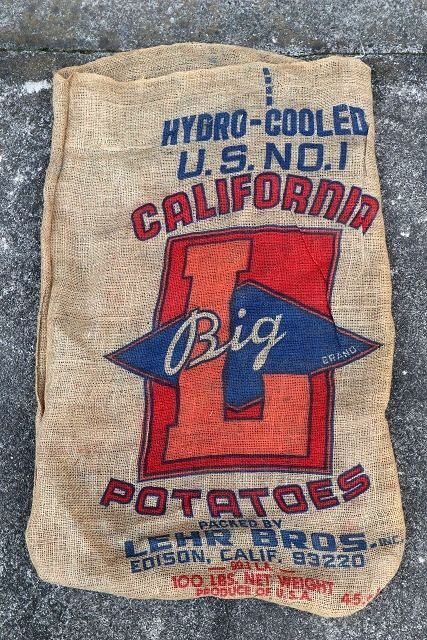 HYDRO-COOLED
U.S. NO. 1
CALIFORNIA
L
Big
BRAND
POTATOES
PACKED BY
LEHR BROS. INC.
EDISON, CALIF. 93220
100 LBS. NET WEIGHT
PRODUCE OF U.S.A.